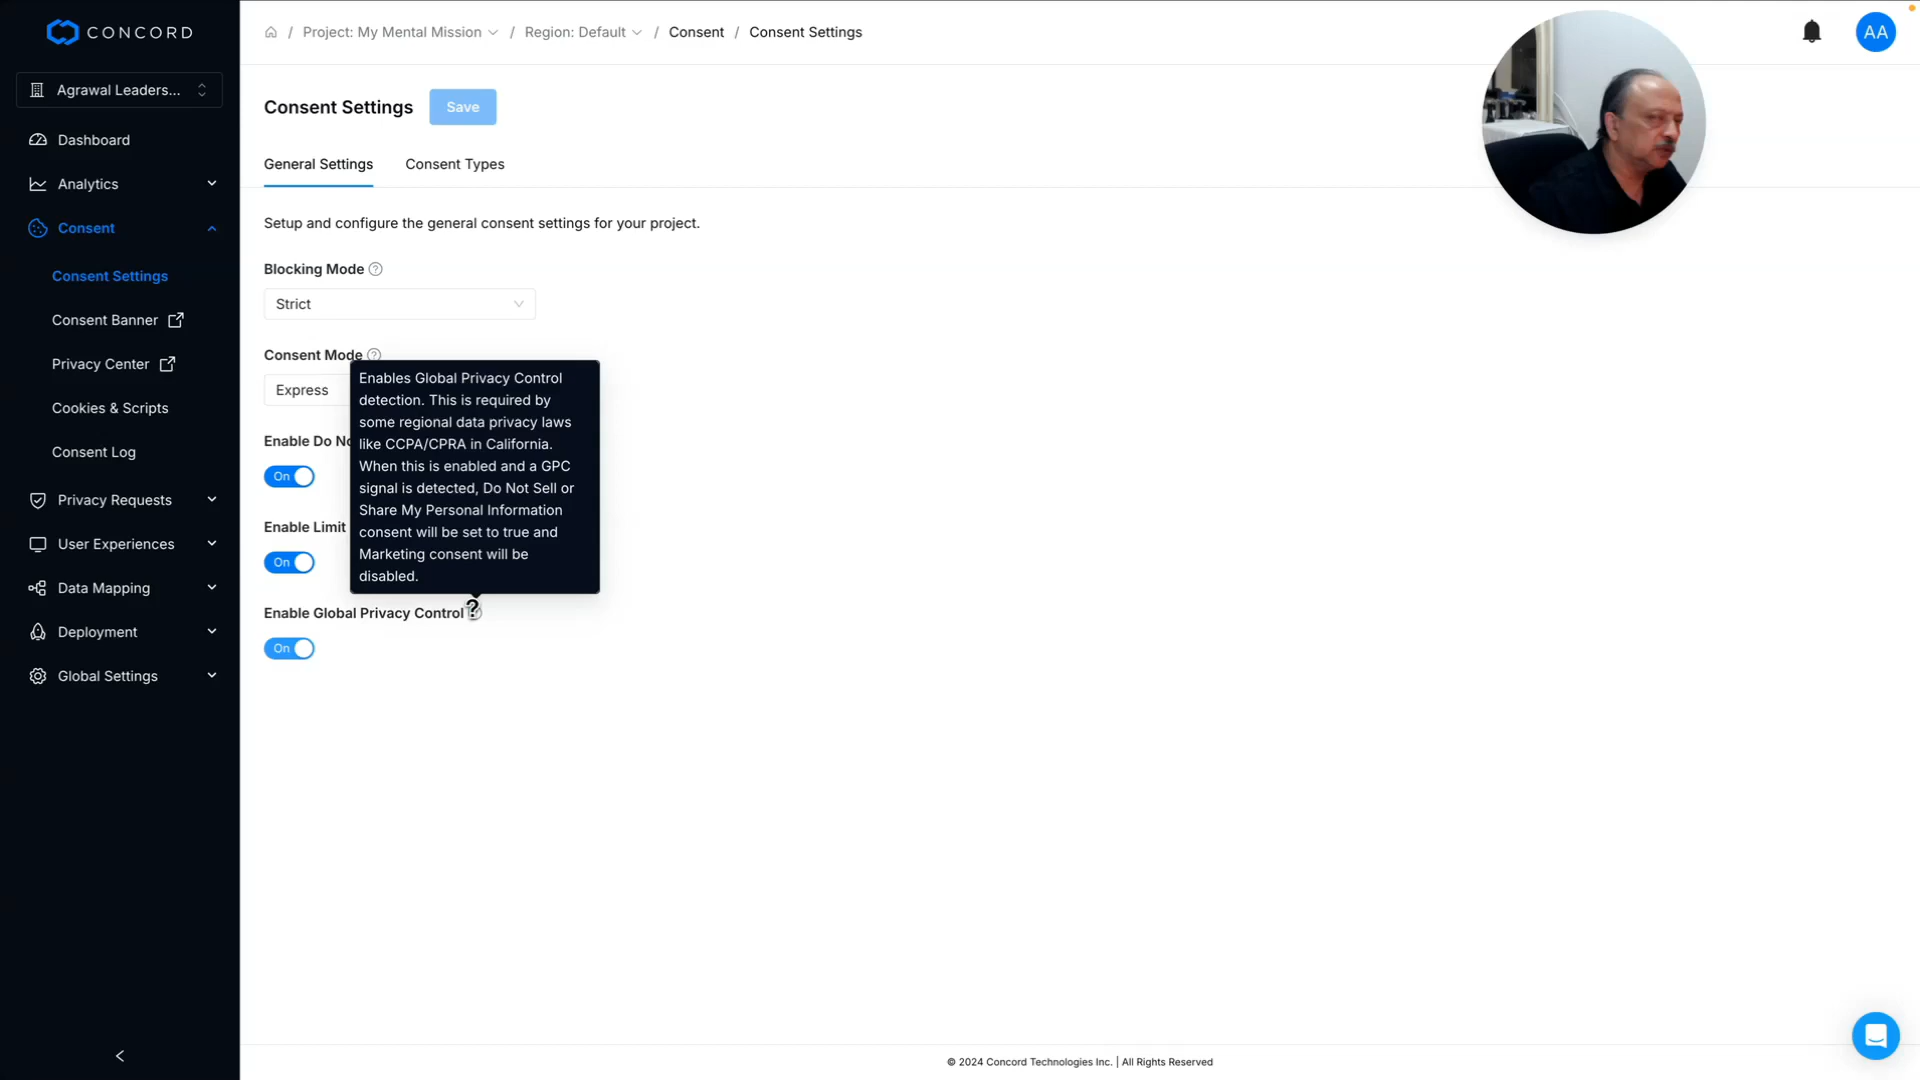 CONCORD
Agrawal Leaders...
Dashboard
Analytics
Consent
Consent Settings
Consent Banner
Privacy Center
Cookies & Scripts
Consent Log
Privacy Requests
User Experiences
Data Mapping
Deployment
Global Settings
/ Project: My Mental Mission / Region: Default / Consent / Consent Settings
AA
Consent Settings
Save
General Settings
Consent Types
Setup and configure the general consent settings for your project.
Blocking Mode
Strict
Consent Mode
Express
Enable Do No
On
Enable Limit
On
Enables Global Privacy Control
detection. This is required by
some regional data privacy laws
like CCPA/CPRA in California.
When this is enabled and a GPC
signal is detected, Do Not Sell or
Share My Personal Information
consent will be set to true and
Marketing consent will be
disabled.
Enable Global Privacy Control
On
© 2024 Concord Technologies Inc. | All Rights Reserved